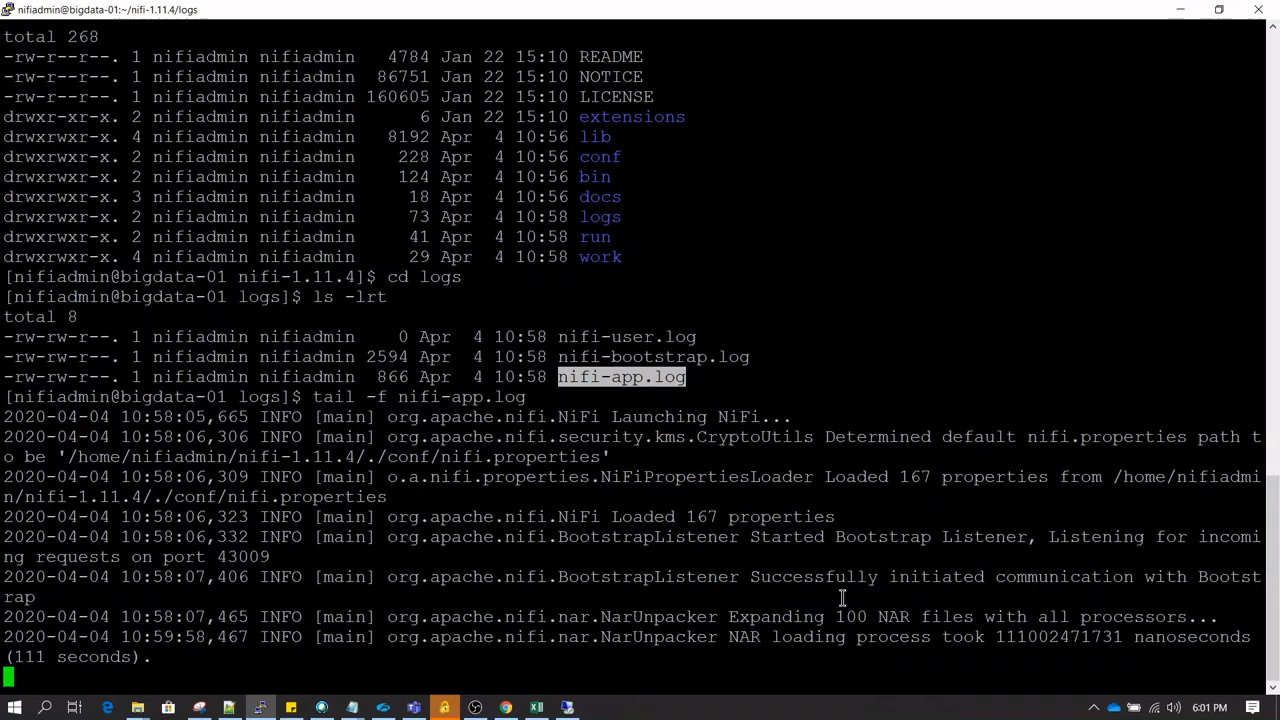 nifiadmin@bigdata-01:~/nifi-1.11.4/logs
total 268
-rw-r--r--. 1 nifiadmin nifiadmin   4784 Jan 22 15:10 README
-rw-r--r--. 1 nifiadmin nifiadmin  86751 Jan 22 15:10 NOTICE
-rw-r--r--. 1 nifiadmin nifiadmin 160605 Jan 22 15:10 LICENSE
drwxr-xr-x. 2 nifiadmin nifiadmin      6 Jan 22 15:10 extensions
drwxrwxr-x. 4 nifiadmin nifiadmin   8192 Apr  4 10:56 lib
drwxrwxr-x. 2 nifiadmin nifiadmin    228 Apr  4 10:56 conf
drwxrwxr-x. 2 nifiadmin nifiadmin    124 Apr  4 10:56 bin
drwxrwxr-x. 3 nifiadmin nifiadmin     18 Apr  4 10:56 docs
drwxrwxr-x. 2 nifiadmin nifiadmin     73 Apr  4 10:58 logs
drwxrwxr-x. 2 nifiadmin nifiadmin     41 Apr  4 10:58 run
drwxrwxr-x. 4 nifiadmin nifiadmin     29 Apr  4 10:58 work
[nifiadmin@bigdata-01 nifi-1.11.4]$ cd logs
[nifiadmin@bigdata-01 logs]$ ls -lrt
total 8
-rw-rw-r--. 1 nifiadmin nifiadmin    0 Apr  4 10:58 nifi-user.log
-rw-rw-r--. 1 nifiadmin nifiadmin 2594 Apr  4 10:58 nifi-bootstrap.log
-rw-rw-r--. 1 nifiadmin nifiadmin  866 Apr  4 10:58 nifi-app.log
[nifiadmin@bigdata-01 logs]$ tail -f nifi-app.log
2020-04-04 10:58:05,665 INFO [main] org.apache.nifi.NiFi Launching NiFi...
2020-04-04 10:58:06,306 INFO [main] org.apache.nifi.security.kms.CryptoUtils Determined default nifi.properties path t
o be '/home/nifiadmin/nifi-1.11.4/./conf/nifi.properties'
2020-04-04 10:58:06,309 INFO [main] o.a.nifi.properties.NiFiPropertiesLoader Loaded 167 properties from /home/nifiadmi
n/nifi-1.11.4/./conf/nifi.properties
2020-04-04 10:58:06,323 INFO [main] org.apache.nifi.NiFi Loaded 167 properties
2020-04-04 10:58:06,332 INFO [main] org.apache.nifi.BootstrapListener Started Bootstrap Listener, Listening for incomi
ng requests on port 43009
2020-04-04 10:58:07,406 INFO [main] org.apache.nifi.BootstrapListener Successfully initiated communication with Bootst
rap
2020-04-04 10:58:07,465 INFO [main] org.apache.nifi.nar.NarUnpacker Expanding 100 NAR files with all processors...
2020-04-04 10:59:58,467 INFO [main] org.apache.nifi.nar.NarUnpacker NAR loading process took 111002471731 nanoseconds
(111 seconds).
6:01 PM